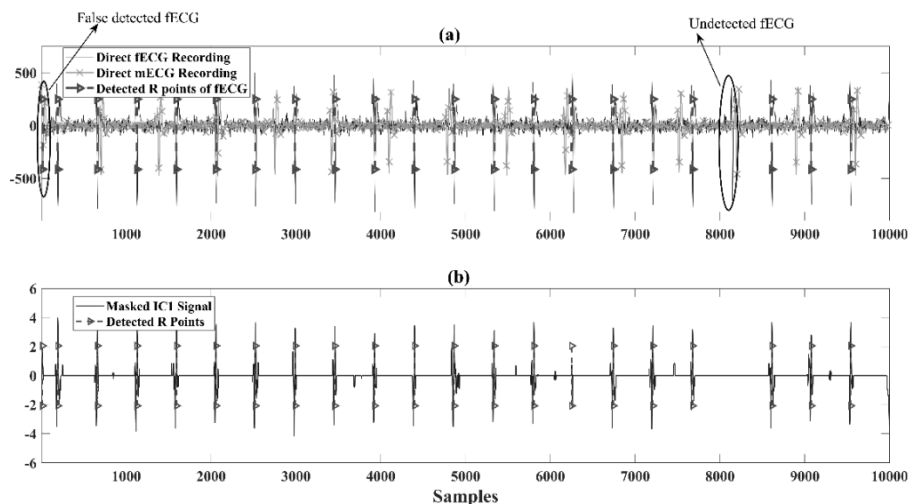 False detected fECG
Undetected fECG
(a)
Direct fECG Recording
Direct mECG Recording
Detected R points of fECG
500
0
-500
1000 2000 3000 4000 5000 6000 7000 8000 9000 10000
(b)
Masked IC1 Signal
Detected R Points
6
4
2
0
-2
-4
-6
1000 2000 3000 4000 5000 6000 7000 8000 9000 10000
Samples